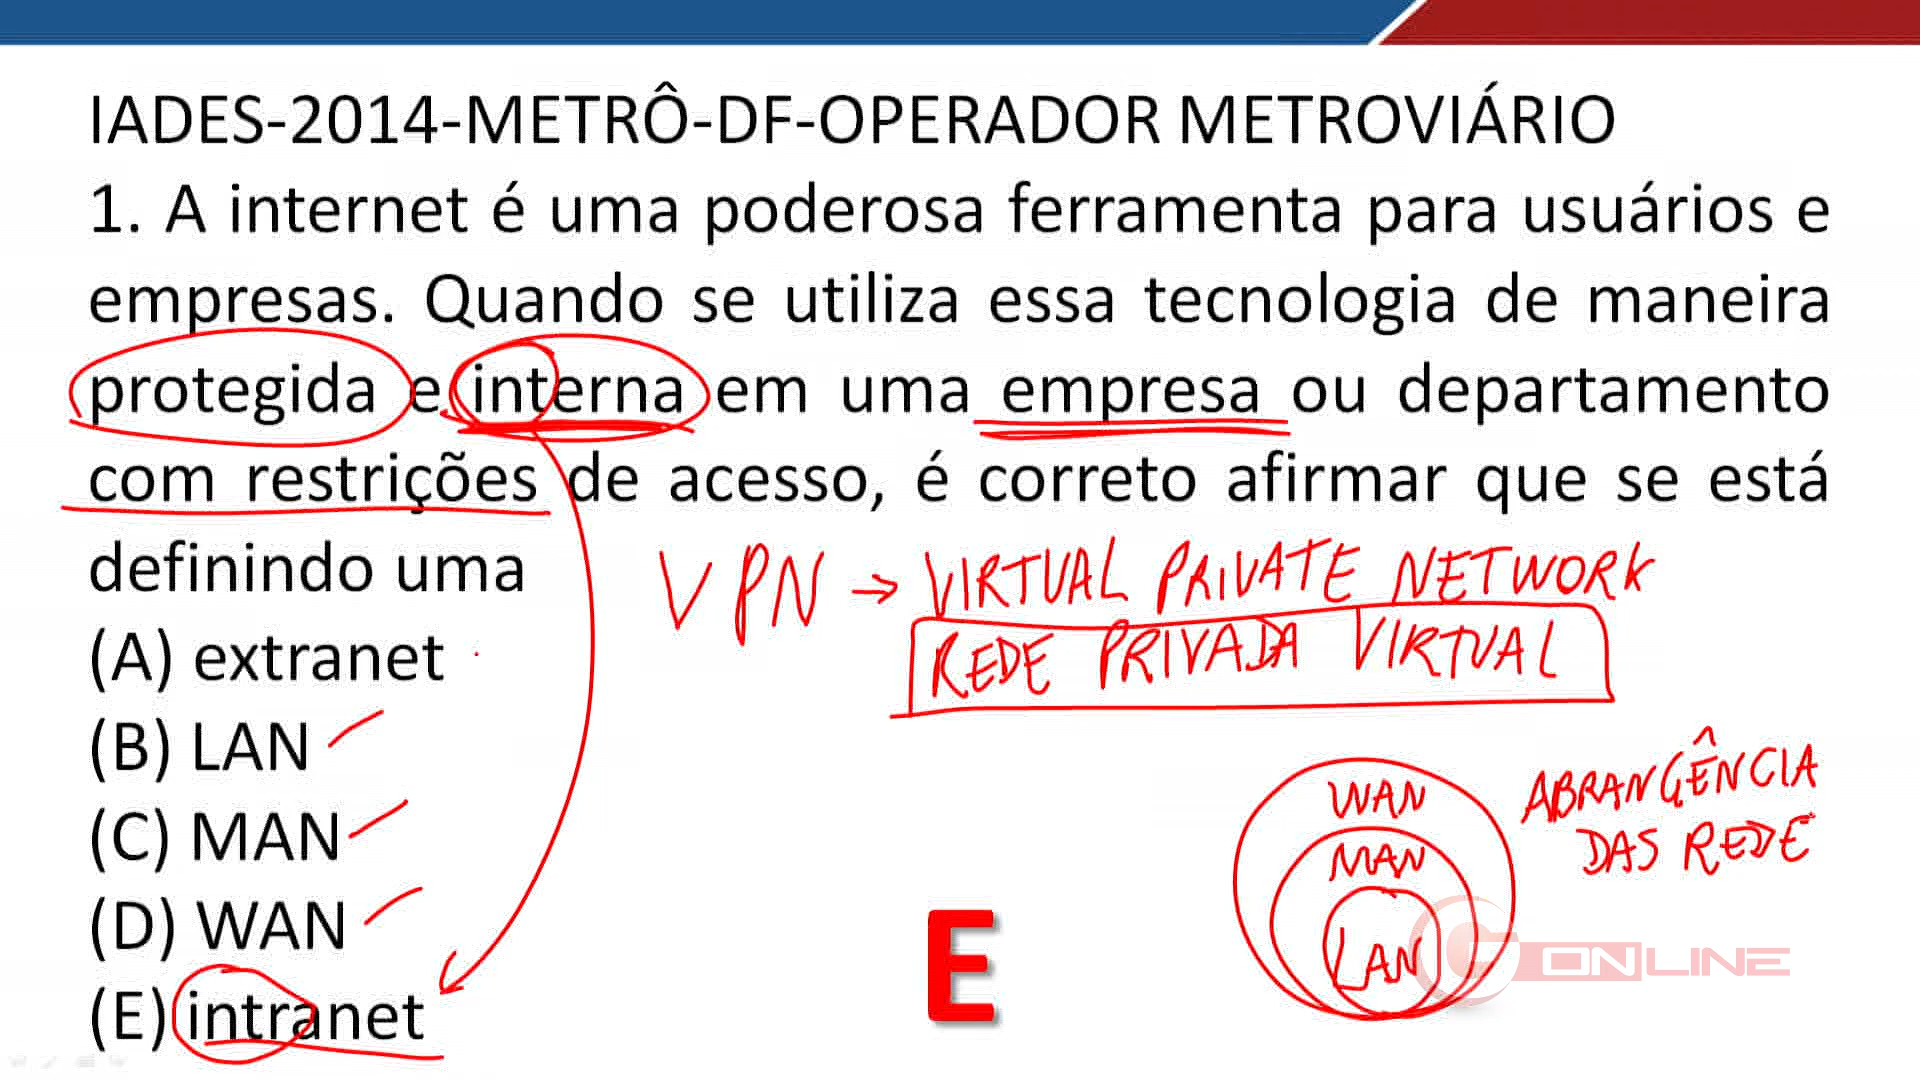 IADES-2014-METRÔ-DF-OPERADOR METROVIÁRIO
1. A internet é uma poderosa ferramenta para usuários e
empresas. Quando se utiliza essa tecnologia de maneira
protegida e interna em uma empresa ou departamento
com restrições de acesso, é correto afirmar que se está
definindo uma
VPN → VIRTUAL PRIVATE NETWORK
REDE PRIVADA VIRTUAL
(A) extranet
(B) LAN
(C) MAN
(D) WAN
(E) intranet
E
WAN
MAN
LAN
ABRANGÊNCIA
DAS REDE
G ONLINE